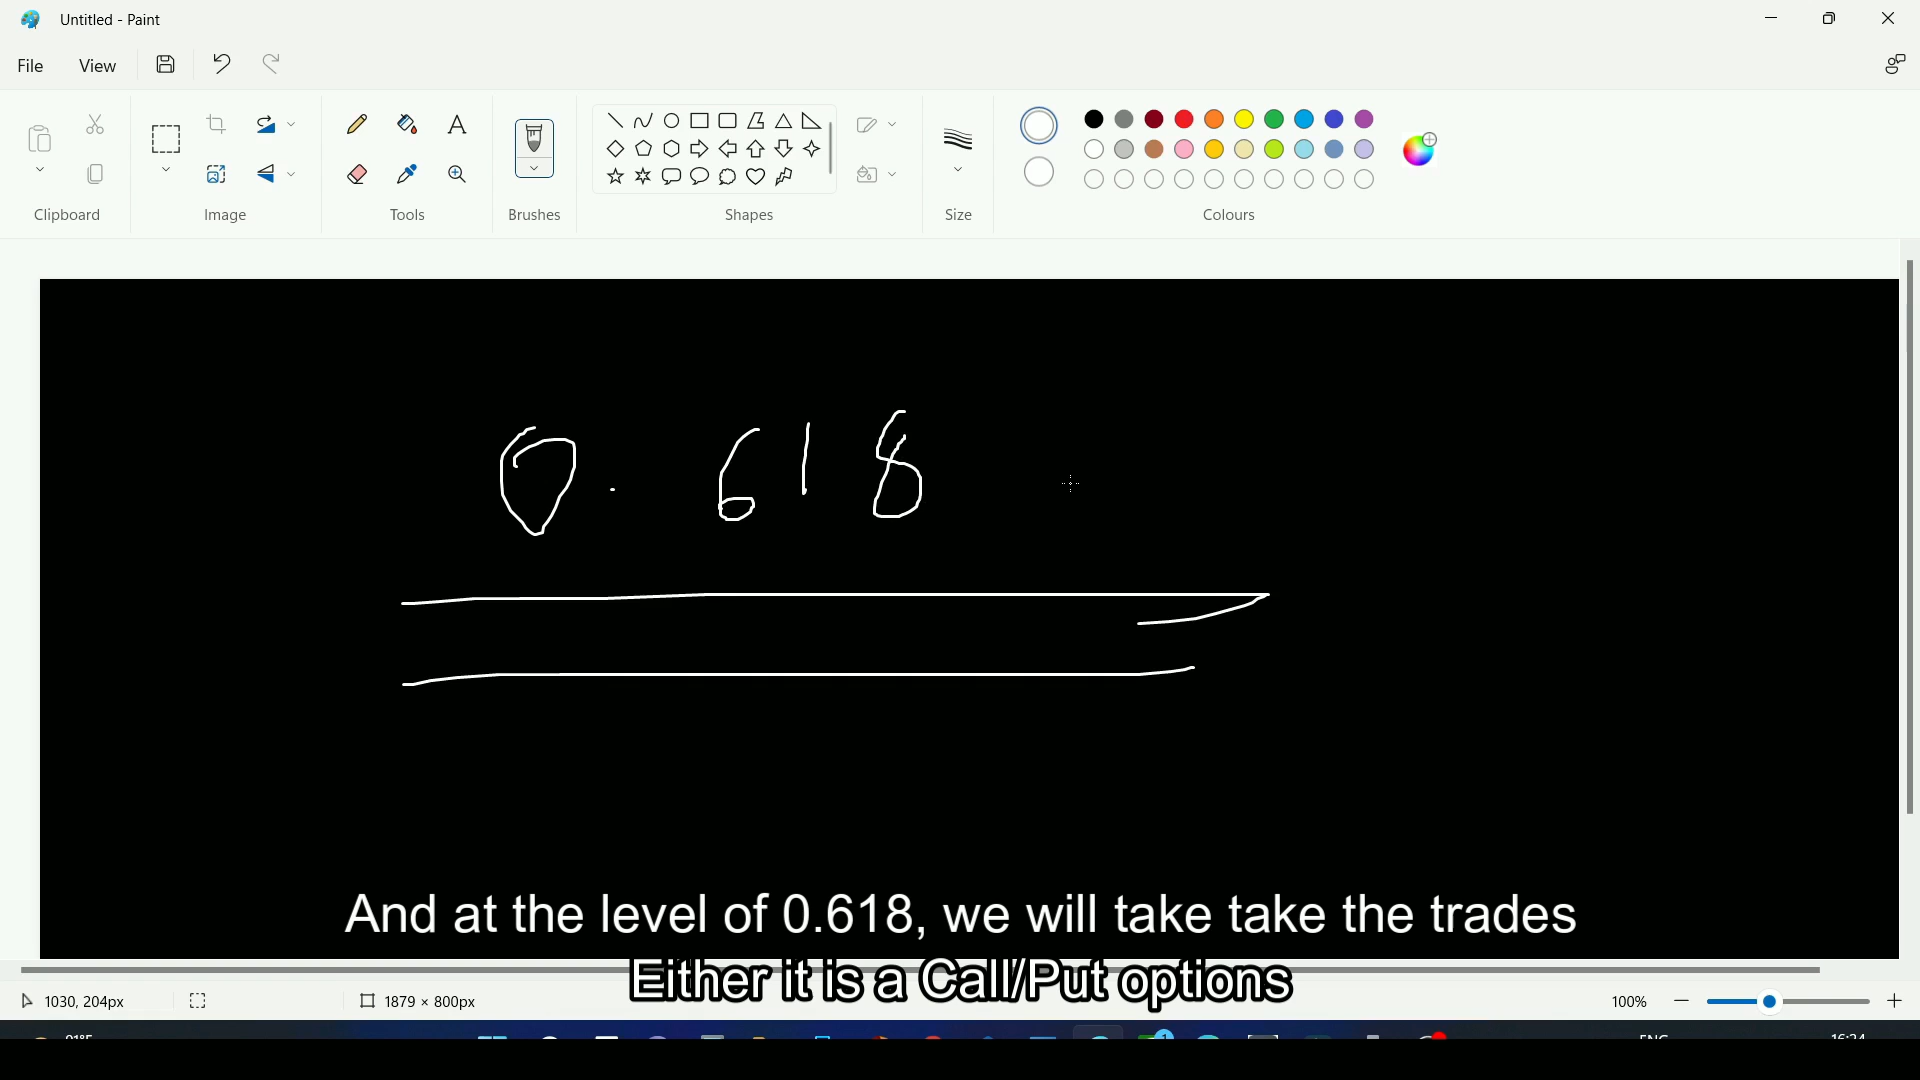 Untitled - Paint
File View
Clipboard Image Tools Brushes Shapes Size Colours
0.618
And at the level of 0.618, we will take take the trades
Either it is a Call/Put options
1030, 204px 1879 × 800px 100%